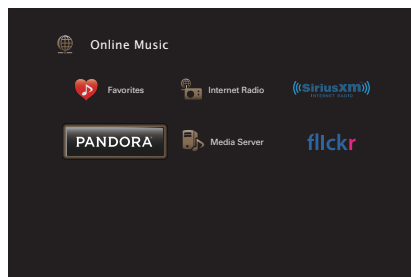 Online Music
Favorites
Internet Radio
((SiriusXM))
INTERNET RADIO
PANDORA
Media Server
flIckr